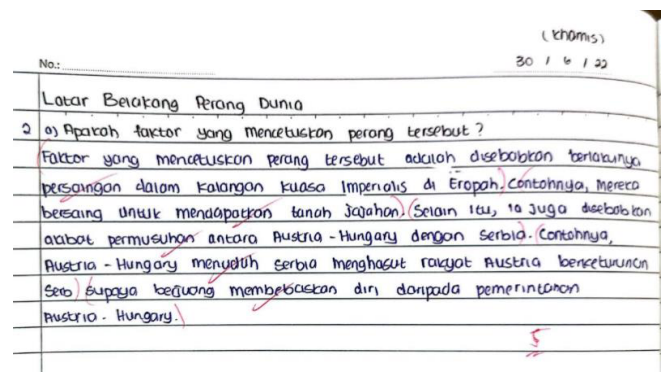 (Khamis)
No.: 30 / 6 / 22
Latar Belakang Perang Dunia
2 a) Apakah faktor yang mencetuskan perang tersebut?
Faktor yang mencetuskan perang tersebut adalah disebabkan berlakunya
persaingan dalam kalangan kuasa Imperialis di Eropah. Contohnya, mereka
bersaing untuk mendapatkan tanah jajahan. Selain itu, ia juga disebabkan
akibat permusuhan antara Austria - Hungary dengan Serbia. Contohnya,
Austria - Hungary menuduh Serbia menghasut rakyat Austria berketurunan
Serb supaya berjuang membebaskan diri daripada pemerintahan
Austria - Hungary.
5